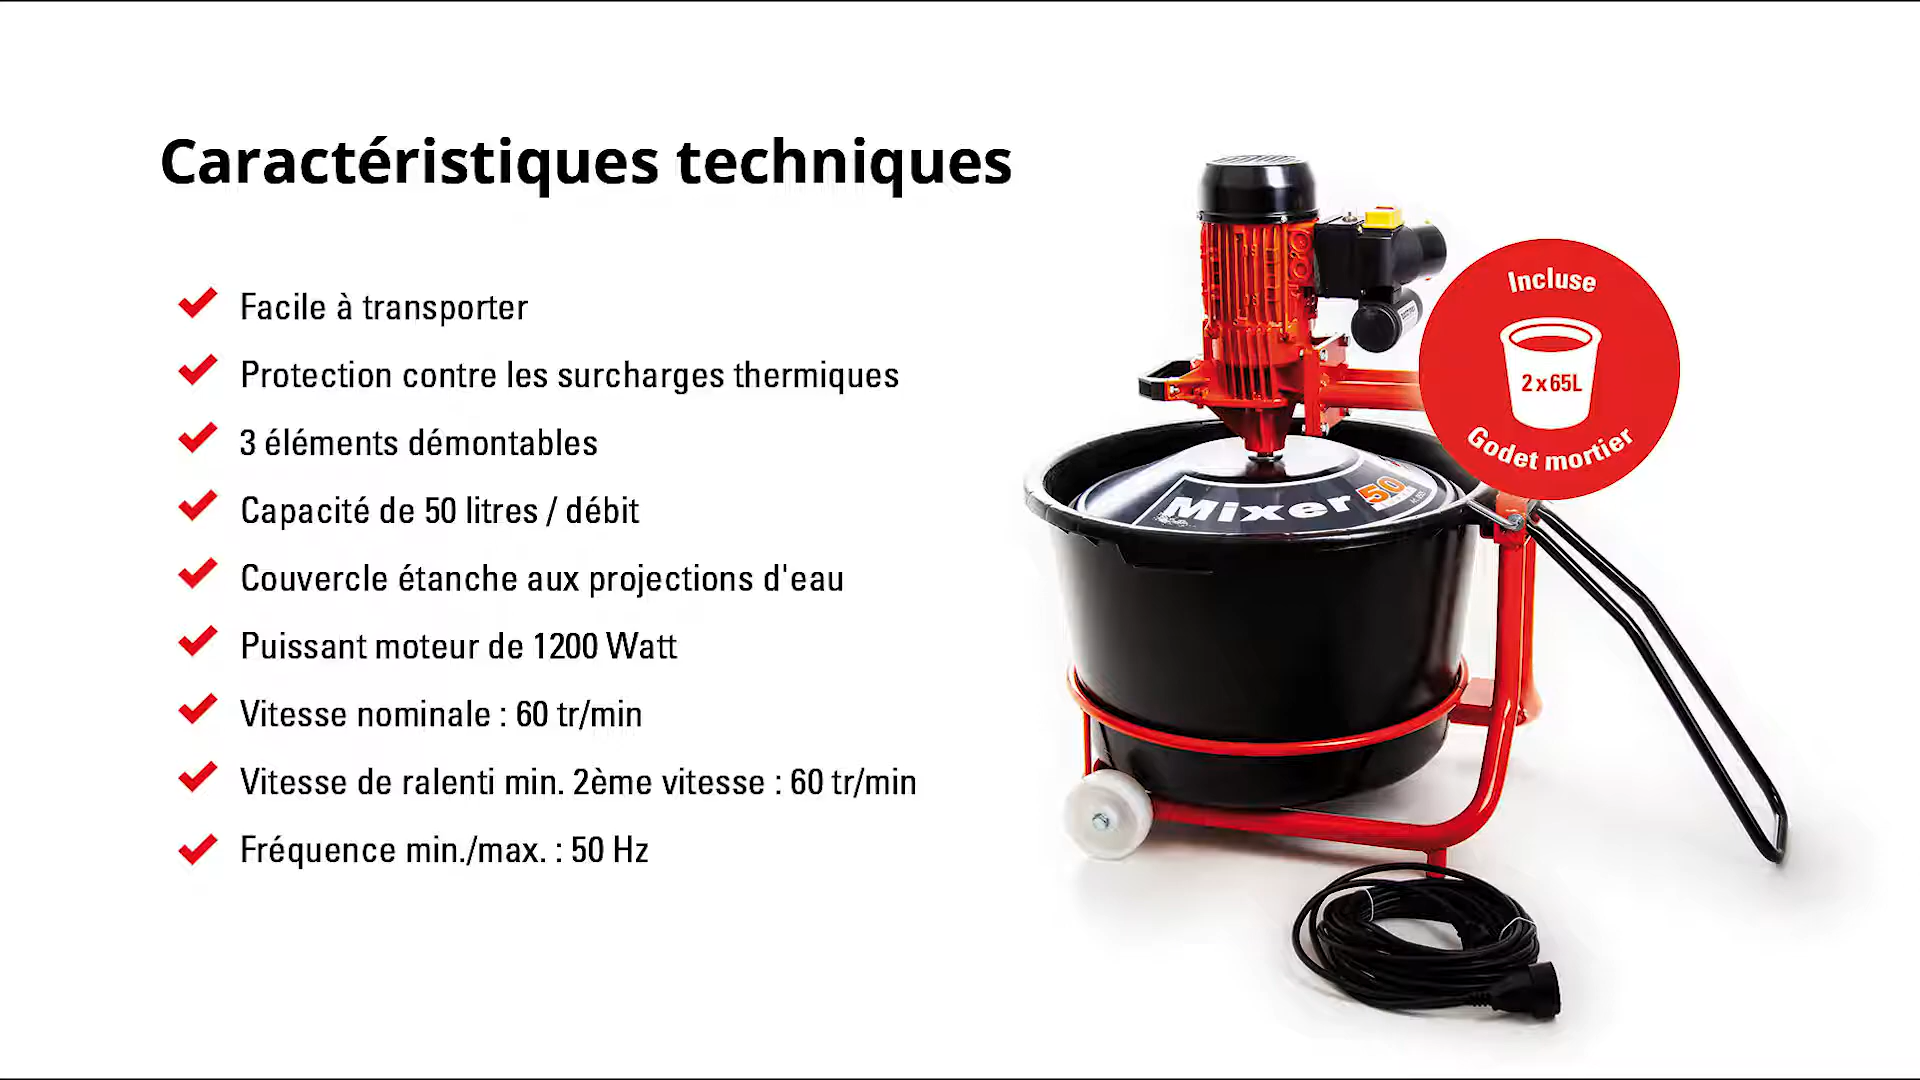 Caractéristiques techniques
Facile à transporter
Protection contre les surcharges thermiques
3 éléments démontables
Capacité de 50 litres / débit
Couvercle étanche aux projections d'eau
Puissant moteur de 1200 Watt
Vitesse nominale : 60 tr/min
Vitesse de ralenti min. 2ème vitesse : 60 tr/min
Fréquence min./max. : 50 Hz
Incluse
2x65L
Godet mortier
Mixer 50